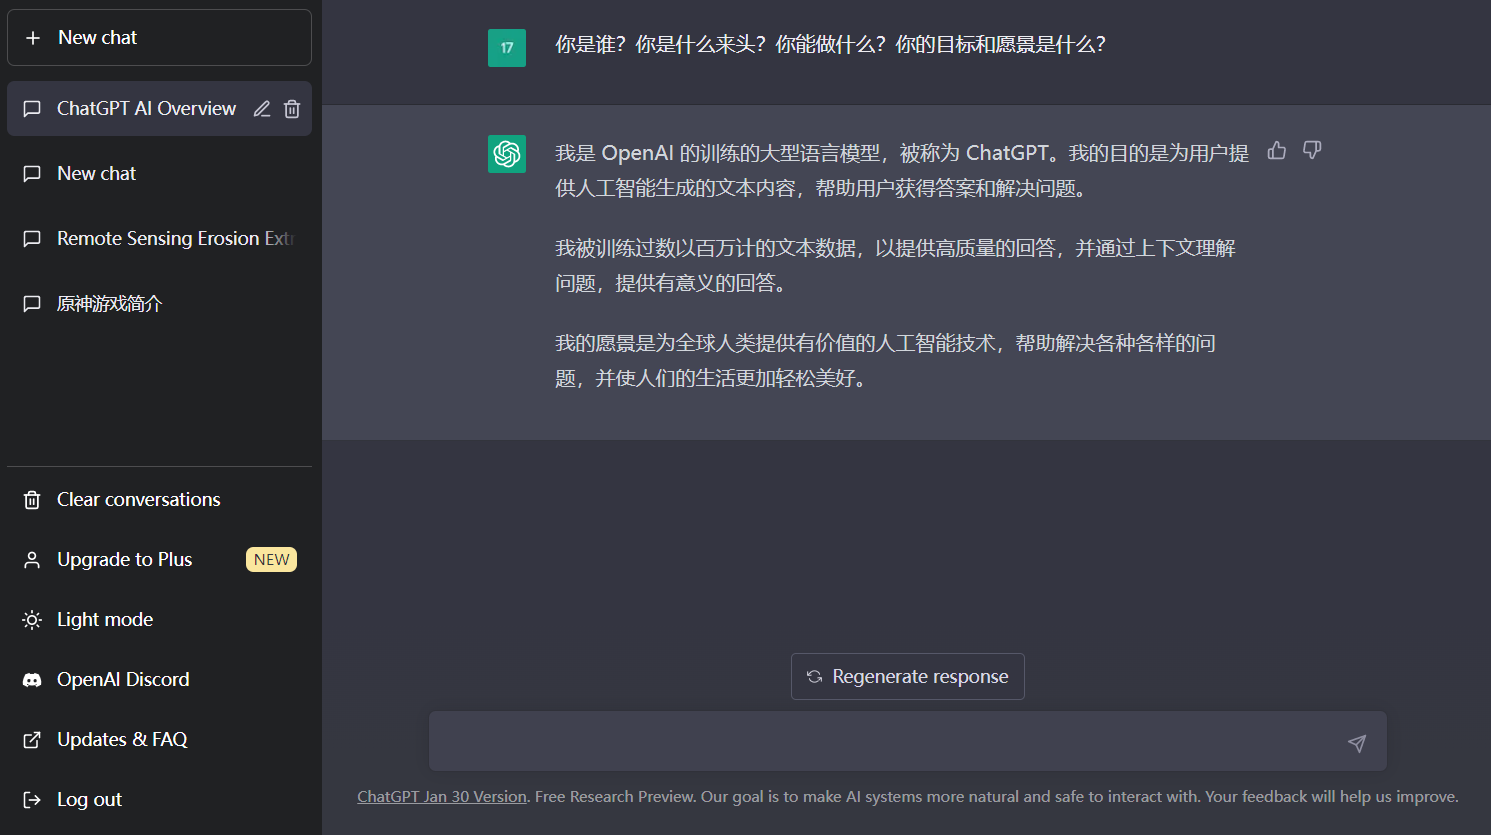 New chat
ChatGPT AI Overview
New chat
Remote Sensing Erosion Extr
原神游戏简介
Clear conversations
Upgrade to Plus
NEW
Light mode
OpenAI Discord
Updates & FAQ
Log out
17
你是谁？你是什么来头？你能做什么？你的目标和愿景是什么？
我是 OpenAI 的训练的大型语言模型，被称为 ChatGPT。我的目的是为用户提
供人工智能生成的文本内容，帮助用户获得答案和解决问题。
我被训练过数以百万计的文本数据，以提供高质量的回答，并通过上下文理解
问题，提供有意义的回答。
我的愿景是为全球人类提供有价值的人工智能技术，帮助解决各种各样的问
题，并使人们的生活更加轻松美好。
Regenerate response
ChatGPT Jan 30 Version. Free Research Preview. Our goal is to make AI systems more natural and safe to interact with. Your feedback will help us improve.